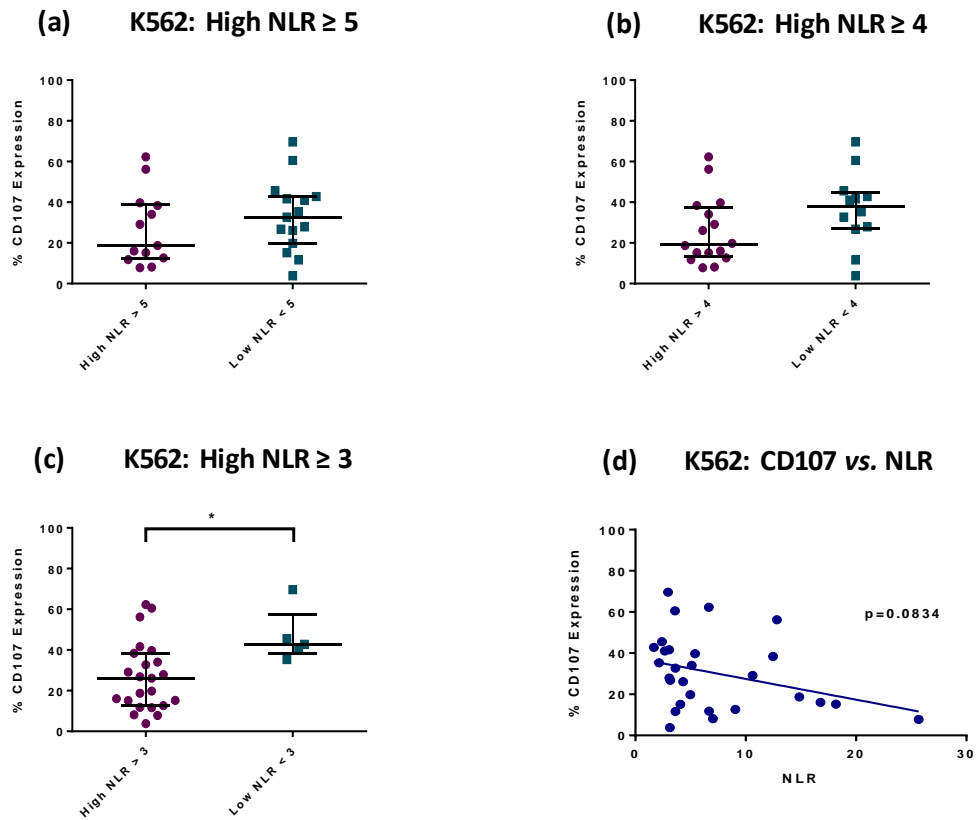 (a) K562: High NLR ≥ 5
% CD107 Expression
100
80
60
40
20
0
High NLR > 5
Low NLR < 5
(b) K562: High NLR ≥ 4
% CD107 Expression
100
80
60
40
20
0
High NLR > 4
Low NLR < 4
(c) K562: High NLR ≥ 3
% CD107 Expression
100
80
60
40
20
0
*
High NLR > 3
Low NLR < 3
(d) K562: CD107 vs. NLR
% CD107 Expression
100
80
60
40
20
0
p=0.0834
0 10 20 30
NLR